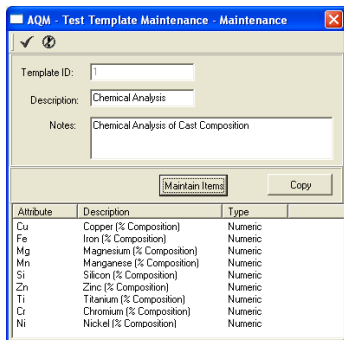 AQM - Test Template Maintenance - Maintenance
Template ID: 1
Description: Chemical Analysis
Notes: Chemical Analysis of Cast Composition
Maintain Items Copy
Attribute Description Type
Cu Copper (% Composition) Numeric
Fe Iron (% Composition) Numeric
Mg Magnesium (% Composition) Numeric
Mn Manganese (% Composition) Numeric
Si Silicon (% Composition) Numeric
Zn Zinc (% Composition) Numeric
Ti Titanium (% Composition) Numeric
Cr Chromium (% Composition) Numeric
Ni Nickel (% Composition) Numeric